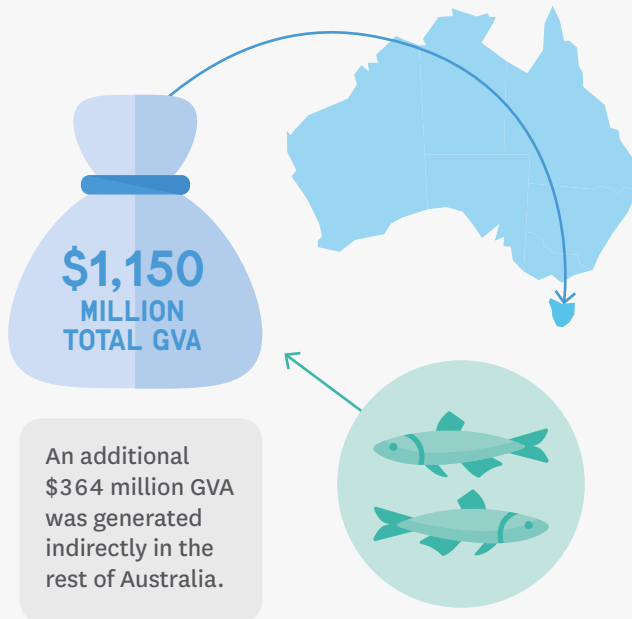 $1,150
MILLION
TOTAL GVA
An additional
$364 million GVA
was generated
indirectly in the
rest of Australia.